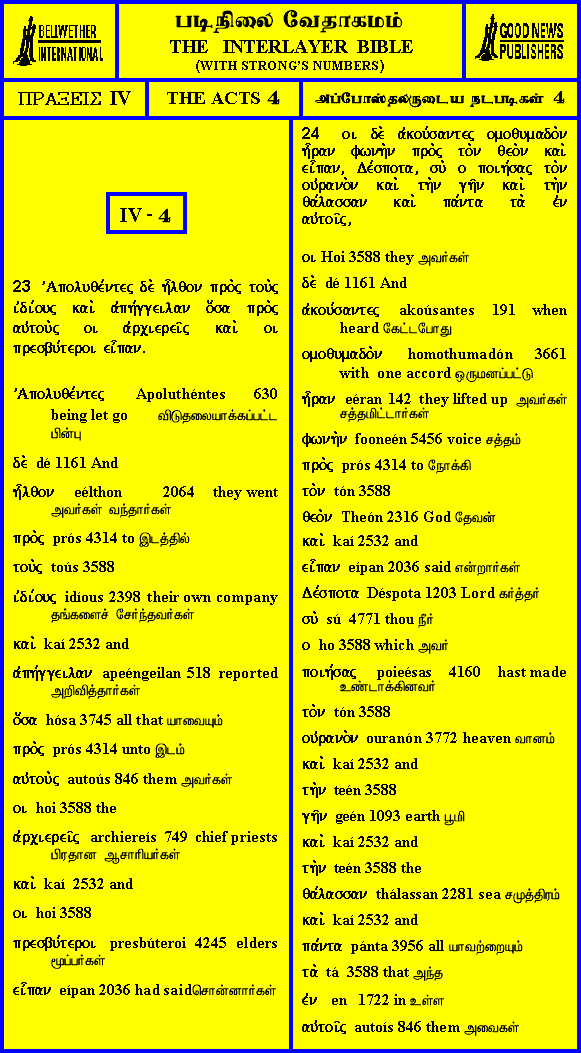 BELLWETHER
INTERNATIONAL
படிநிலை வேதாகமம்
THE INTERLAYER BIBLE
(WITH STRONG'S NUMBERS)
GOOD NEWS
PUBLISHERS
ΠΡΑΞΕΙΣ IV
THE ACTS 4
அப்போஸ்தலருடைய நடபடிகள் 4
IV - 4
23 Ἀπολυθέντες δὲ ἦλθον πρὸς τοὺς
ἰδίους καὶ ἀπήγγειλαν ὅσα πρὸς
αὐτοὺς οι ἀρχιερεῖς καὶ οι
πρεσβύτεροι εἶπαν.
Ἀπολυθέντες Apoluthéntes 630
being let go விடுதலையாக்கப்பட்ட
பின்பு
δὲ dé 1161 And
ἦλθον eélthon 2064 they went
அவர்கள் வந்தார்கள்
πρὸς prós 4314 to இடத்தில்
τοὺς toús 3588
ἰδίους idíous 2398 their own company
தங்களைச் சேர்ந்தவர்கள்
καὶ kaí 2532 and
ἀπήγγειλαν apeéngeilan 518 reported
அறிவித்தார்கள்
ὅσα hósa 3745 all that யாவையும்
πρὸς prós 4314 unto இடம்
αὐτοὺς autoús 846 them அவர்கள்
οι hoi 3588 the
ἀρχιερεῖς archiereís 749 chief priests
பிரதான ஆசாரியர்கள்
καὶ kaí 2532 and
οι hoi 3588
πρεσβύτεροι presbúteroi 4245 elders
மூப்பர்கள்
εἶπαν eípan 2036 had saidசொன்னார்கள்
24 οι δὲ ἀκούσαντες ομοθυμαδὸν
ἦραν φωνὴν πρὸς τὸν θεὸν καὶ
εἶπαν, Δέσποτα, σὺ ο ποιήσας τὸν
οὐρανὸν καὶ τὴν γῆν καὶ τὴν
θάλασσαν καὶ πάντα τὰ ἐν
αὐτοῖς,
οι Hoi 3588 they அவர்கள்
δὲ dé 1161 And
ἀκούσαντες akoúsantes 191 when
heard கேட்டபோது
ομοθυμαδὸν homothumadón 3661
with one accord ஒருமனப்பட்டு
ἦραν eéran 142 they lifted up அவர்கள்
சத்தமிட்டார்கள்
φωνὴν fooneén 5456 voice சத்தம்
πρὸς prós 4314 to நோக்கி
τὸν tón 3588
θεὸν Theón 2316 God தேவன்
καὶ kaí 2532 and
εἶπαν eípan 2036 said என்றார்கள்
Δέσποτα Déspota 1203 Lord கர்த்தர்
σὺ sú 4771 thou நீர்
ο ho 3588 which அவர்
ποιήσας poieésas 4160 hast made
உண்டாக்கினவர்
τὸν tón 3588
οὐρανὸν ouranón 3772 heaven வானம்
καὶ kaí 2532 and
τὴν teén 3588
γῆν geén 1093 earth பூமி
καὶ kaí 2532 and
τὴν teén 3588 the
θάλασσαν thálassan 2281 sea சமுத்திரம்
καὶ kaí 2532 and
πάντα pánta 3956 all யாவற்றையும்
τὰ tá 3588 that அந்த
ἐν en 1722 in உள்ள
αὐτοῖς autoís 846 them அவைகள்